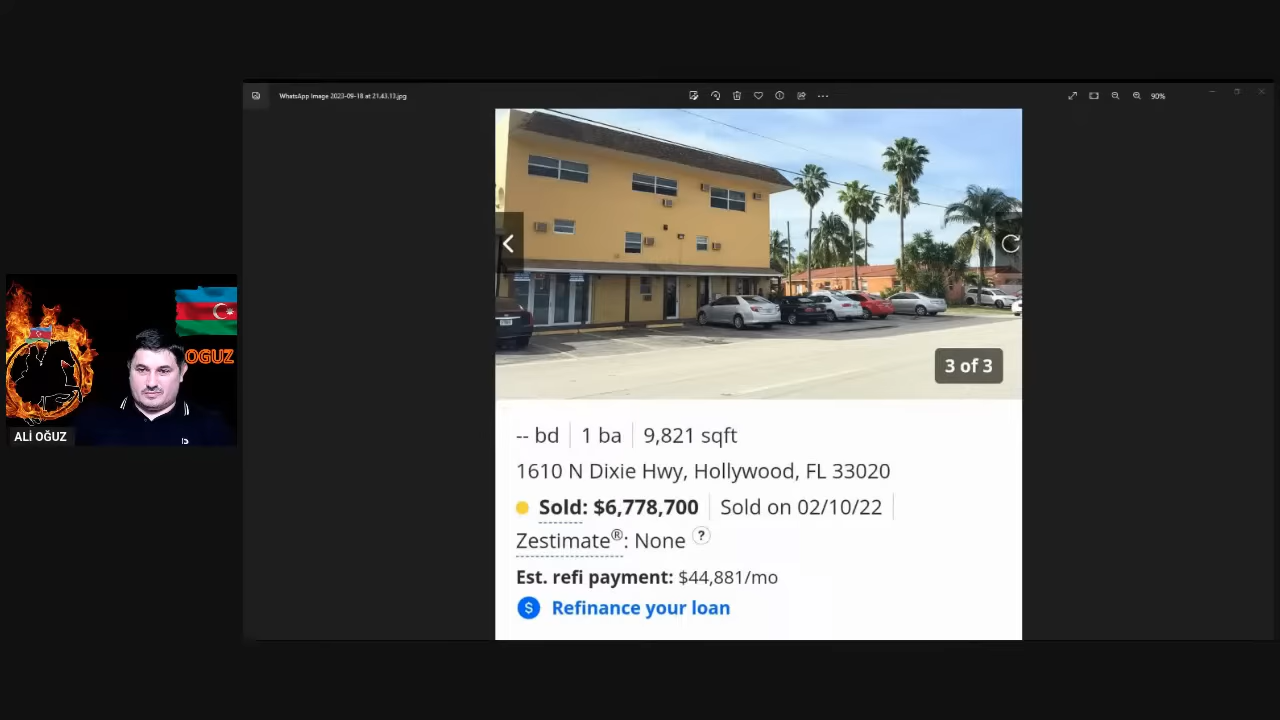 WhatsApp Image 2023-09-18 at 21.43.13.jpg
90%
3 of 3
OGUZ
ALİ OĞUZ
-- bd | 1 ba | 9,821 sqft
1610 N Dixie Hwy, Hollywood, FL 33020
Sold: $6,778,700 | Sold on 02/10/22 |
Zestimate®: None ?
Est. refi payment: $44,881/mo
$ Refinance your loan